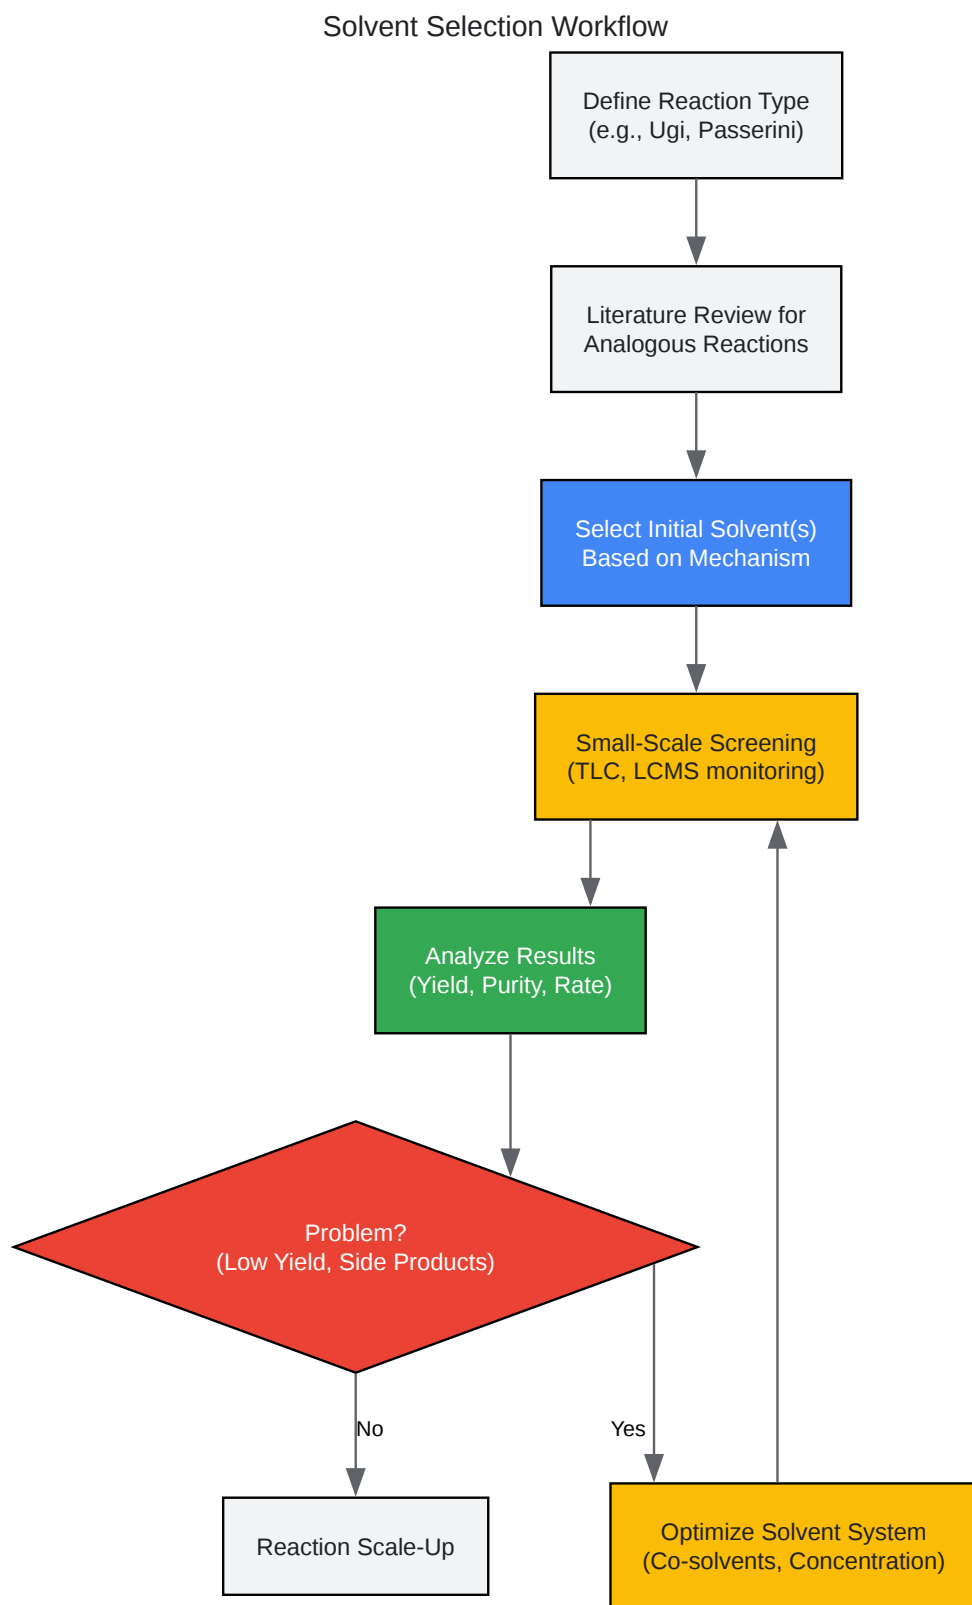 Solvent Selection Workflow
Define Reaction Type
(e.g., Ugi, Passerini)
Literature Review for
Analogous Reactions
Select Initial Solvent(s)
Based on Mechanism
Small-Scale Screening
(TLC, LCMS monitoring)
Analyze Results
(Yield, Purity, Rate)
Problem?
(Low Yield, Side Products)
No
Yes
Reaction Scale-Up
Optimize Solvent System
(Co-solvents, Concentration)